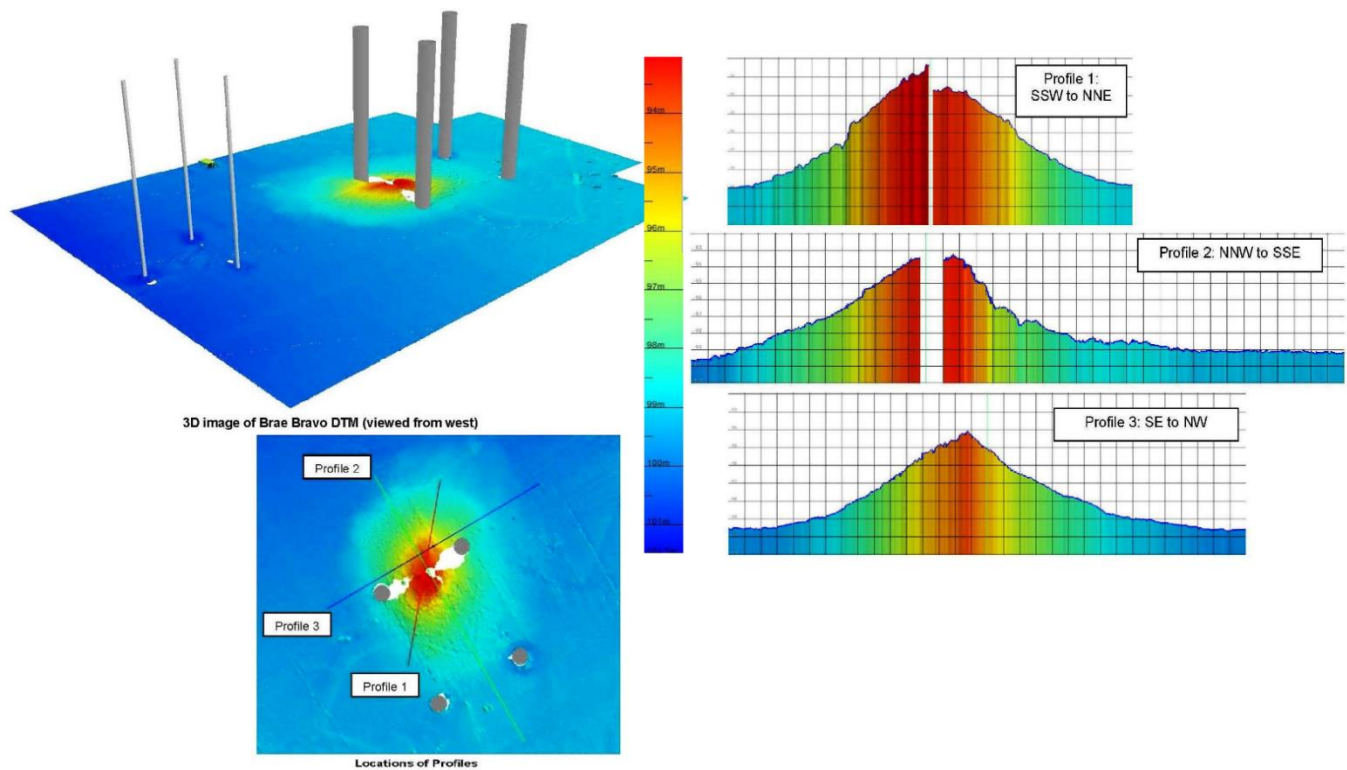 94m
95m
96m
97m
98m
99m
100m
101m
Profile 1:
SSW to NNE
Profile 2: NNW to SSE
Profile 3: SE to NW
3D image of Brae Bravo DTM (viewed from west)
Profile 2
Profile 3
Profile 1
Locations of Profiles